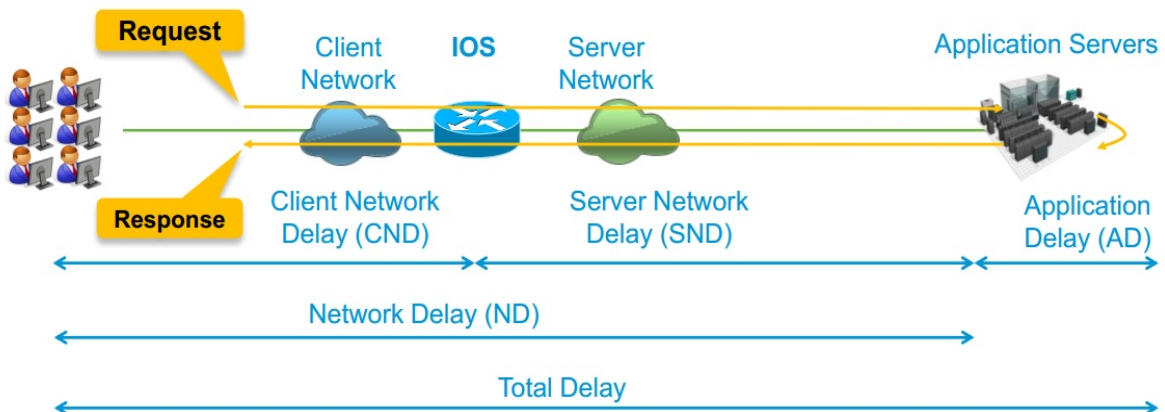 Request
Client
Network
IOS
Server
Network
Application Servers
Response
Client Network
Delay (CND)
Server Network
Delay (SND)
Application
Delay (AD)
Network Delay (ND)
Total Delay